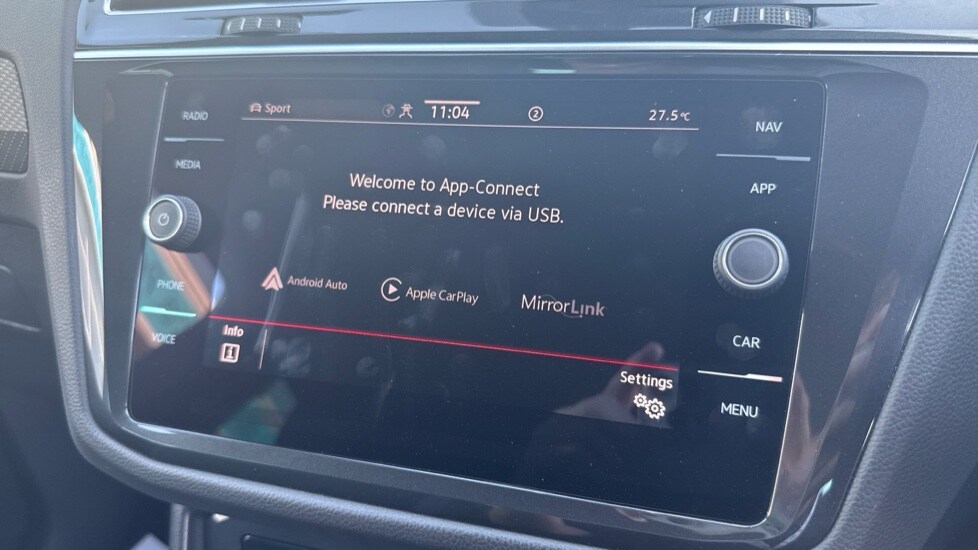 RADIO
MEDIA
PHONE
VOICE
Sport
11:04
2
27.5°C
Welcome to App-Connect
Please connect a device via USB.
Android Auto
Apple CarPlay
MirrorLink
Info
i
Settings
NAV
APP
CAR
MENU